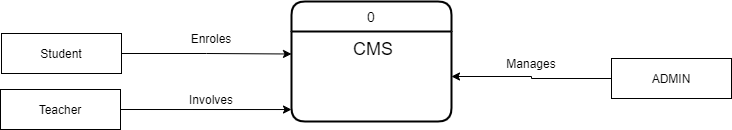 0
CMS
Student
Enroles
Teacher
Involves
Manages
ADMIN